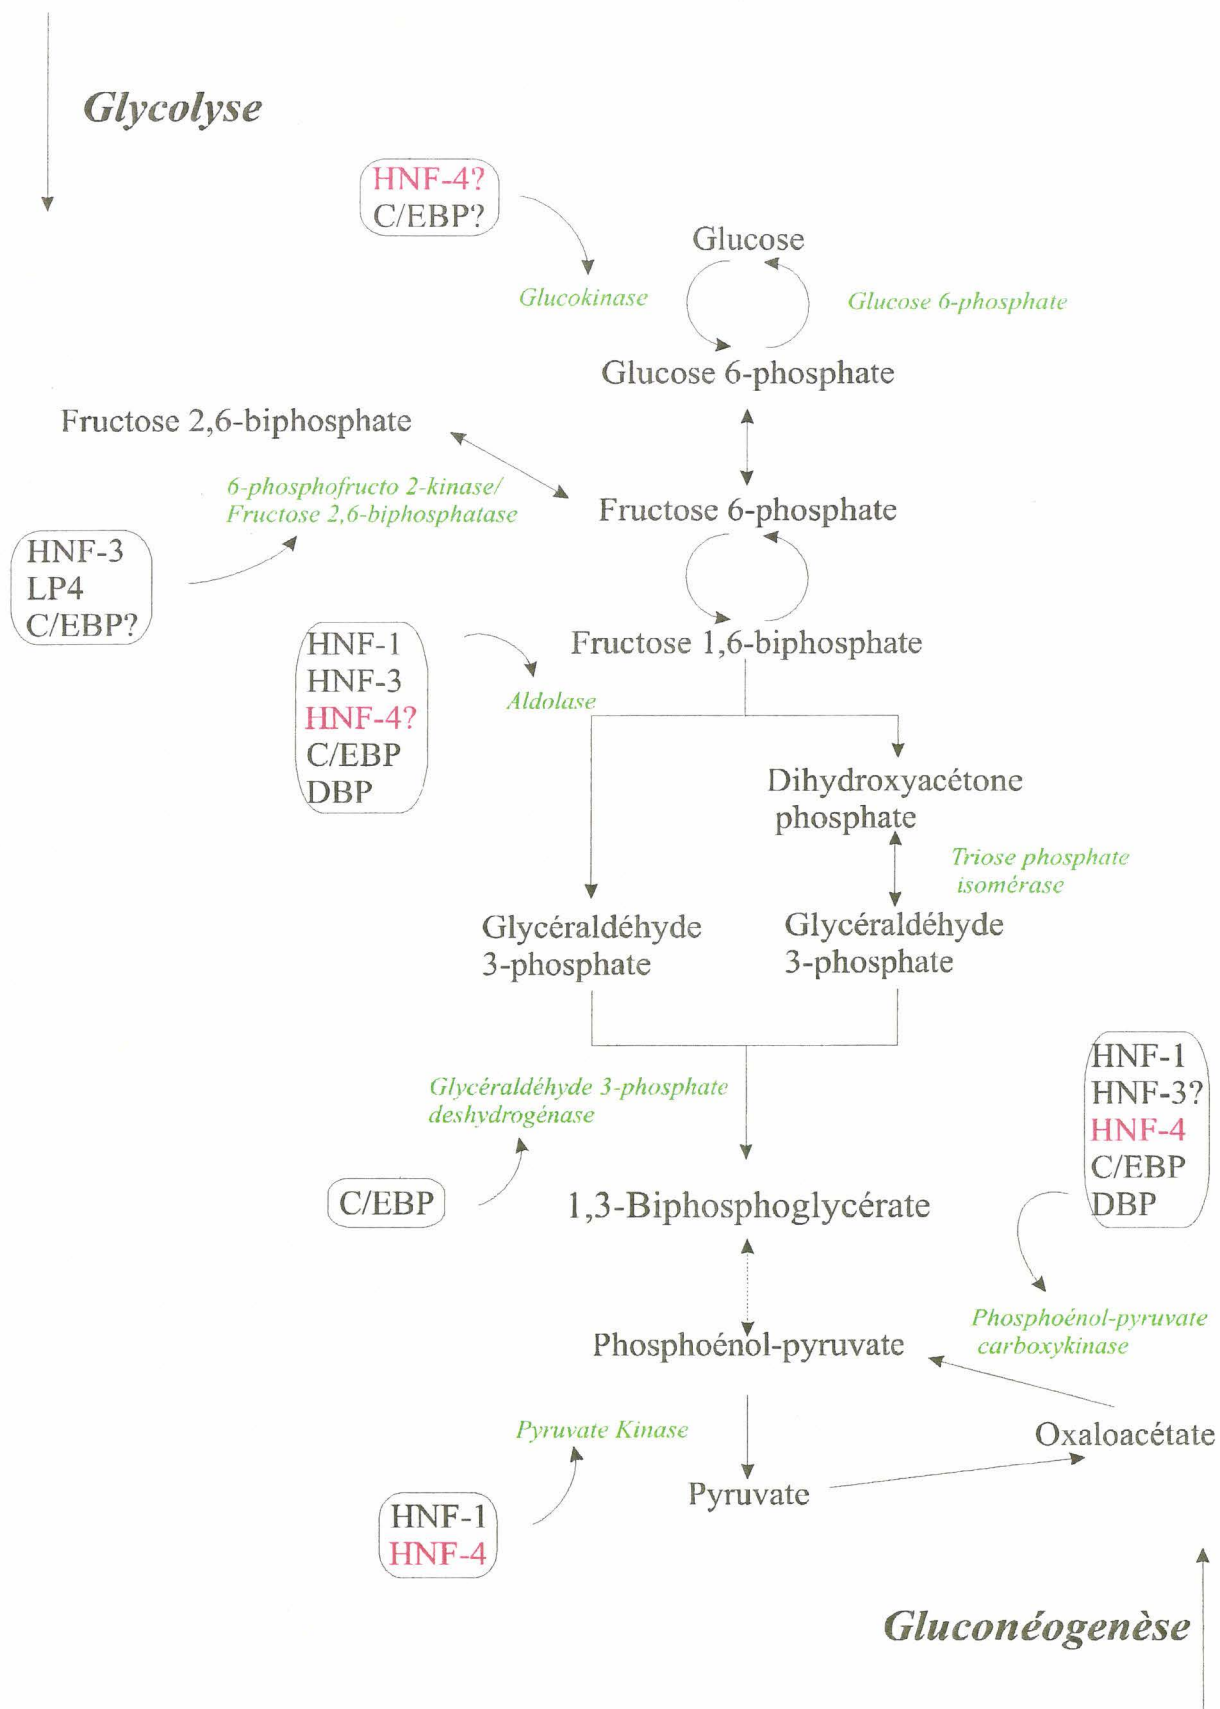 Glycolyse
HNF-4?
C/EBP?
Glucose
Glucokinase
Glucose 6-phosphate
Glucose 6-phosphate
Fructose 2,6-biphosphate
6-phosphofructo 2-kinase/
Fructose 2,6-biphosphatase
Fructose 6-phosphate
HNF-3
LP4
C/EBP?
HNF-1
HNF-3
HNF-4?
C/EBP
DBP
Fructose 1,6-biphosphate
Aldolase
Dihydroxyacétone
phosphate
Triose phosphate
isomérase
Glycéraldéhyde
3-phosphate
Glycéraldéhyde
3-phosphate
HNF-1
HNF-3?
HNF-4
C/EBP
DBP
Glycéraldéhyde 3-phosphate
deshydrogénase
C/EBP
1,3-Biphosphoglycérate
Phosphoénol-pyruvate
carboxykinase
Phosphoénol-pyruvate
Pyruvate Kinase
Oxaloacétate
Pyruvate
HNF-1
HNF-4
Gluconéogenèse